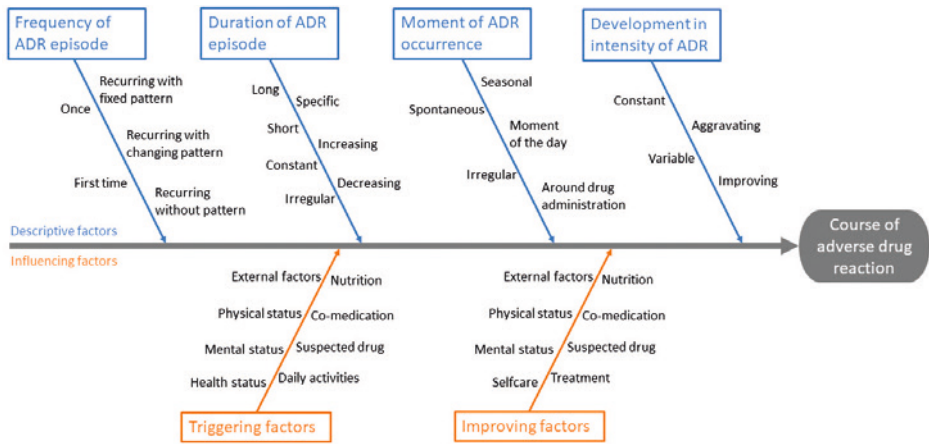 Frequency of
ADR episode
Duration of ADR
episode
Moment of ADR
occurrence
Development in
intensity of ADR
Recurring with
fixed pattern
Once
Recurring with
changing pattern
First time
Recurring
without pattern
Long
Specific
Short
Increasing
Constant
Decreasing
Irregular
Seasonal
Spontaneous
Moment
of the day
Irregular
Around drug
administration
Constant
Aggravating
Variable
Improving
Descriptive factors
Influencing factors
Course of
adverse drug
reaction
External factors
Nutrition
Physical status
Co-medication
Mental status
Suspected drug
Health status
Daily activities
Triggering factors
External factors
Nutrition
Physical status
Co-medication
Mental status
Suspected drug
Selfcare
Treatment
Improving factors